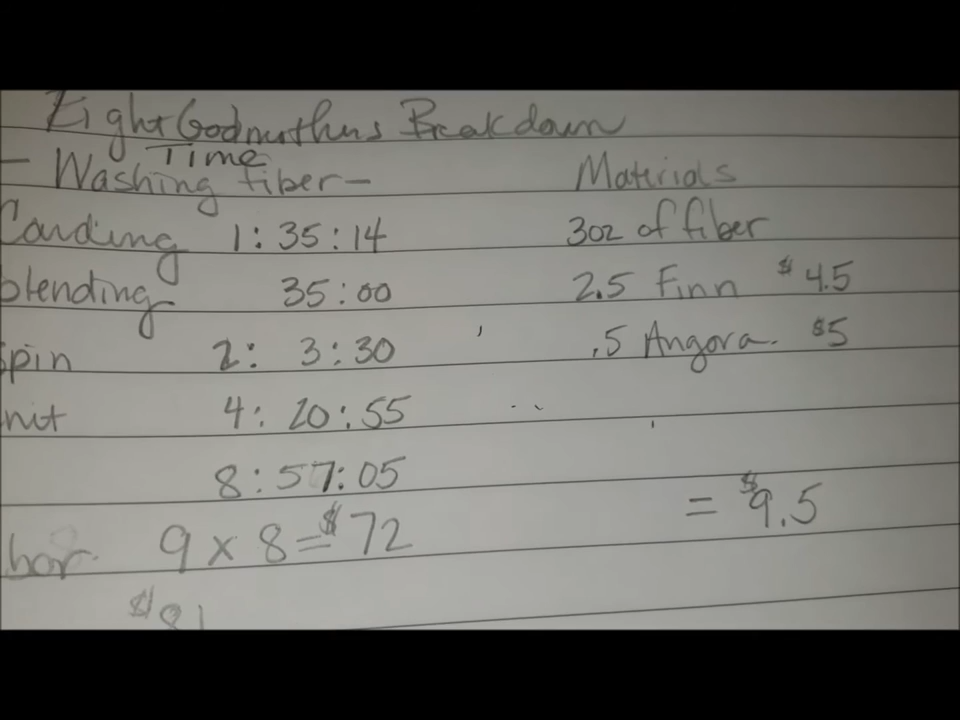 Eight Godmuthers Breakdown
Time
- Washing fiber-
Materials
Carding 1:35:14
3oz of fiber
blending 35:00
2.5 Finn $4.5
spin 2: 3:30
.5 Angora. $5
nit 4:20:55
8:57:05
= $9.5
bor. 9 x 8 = $72
$81